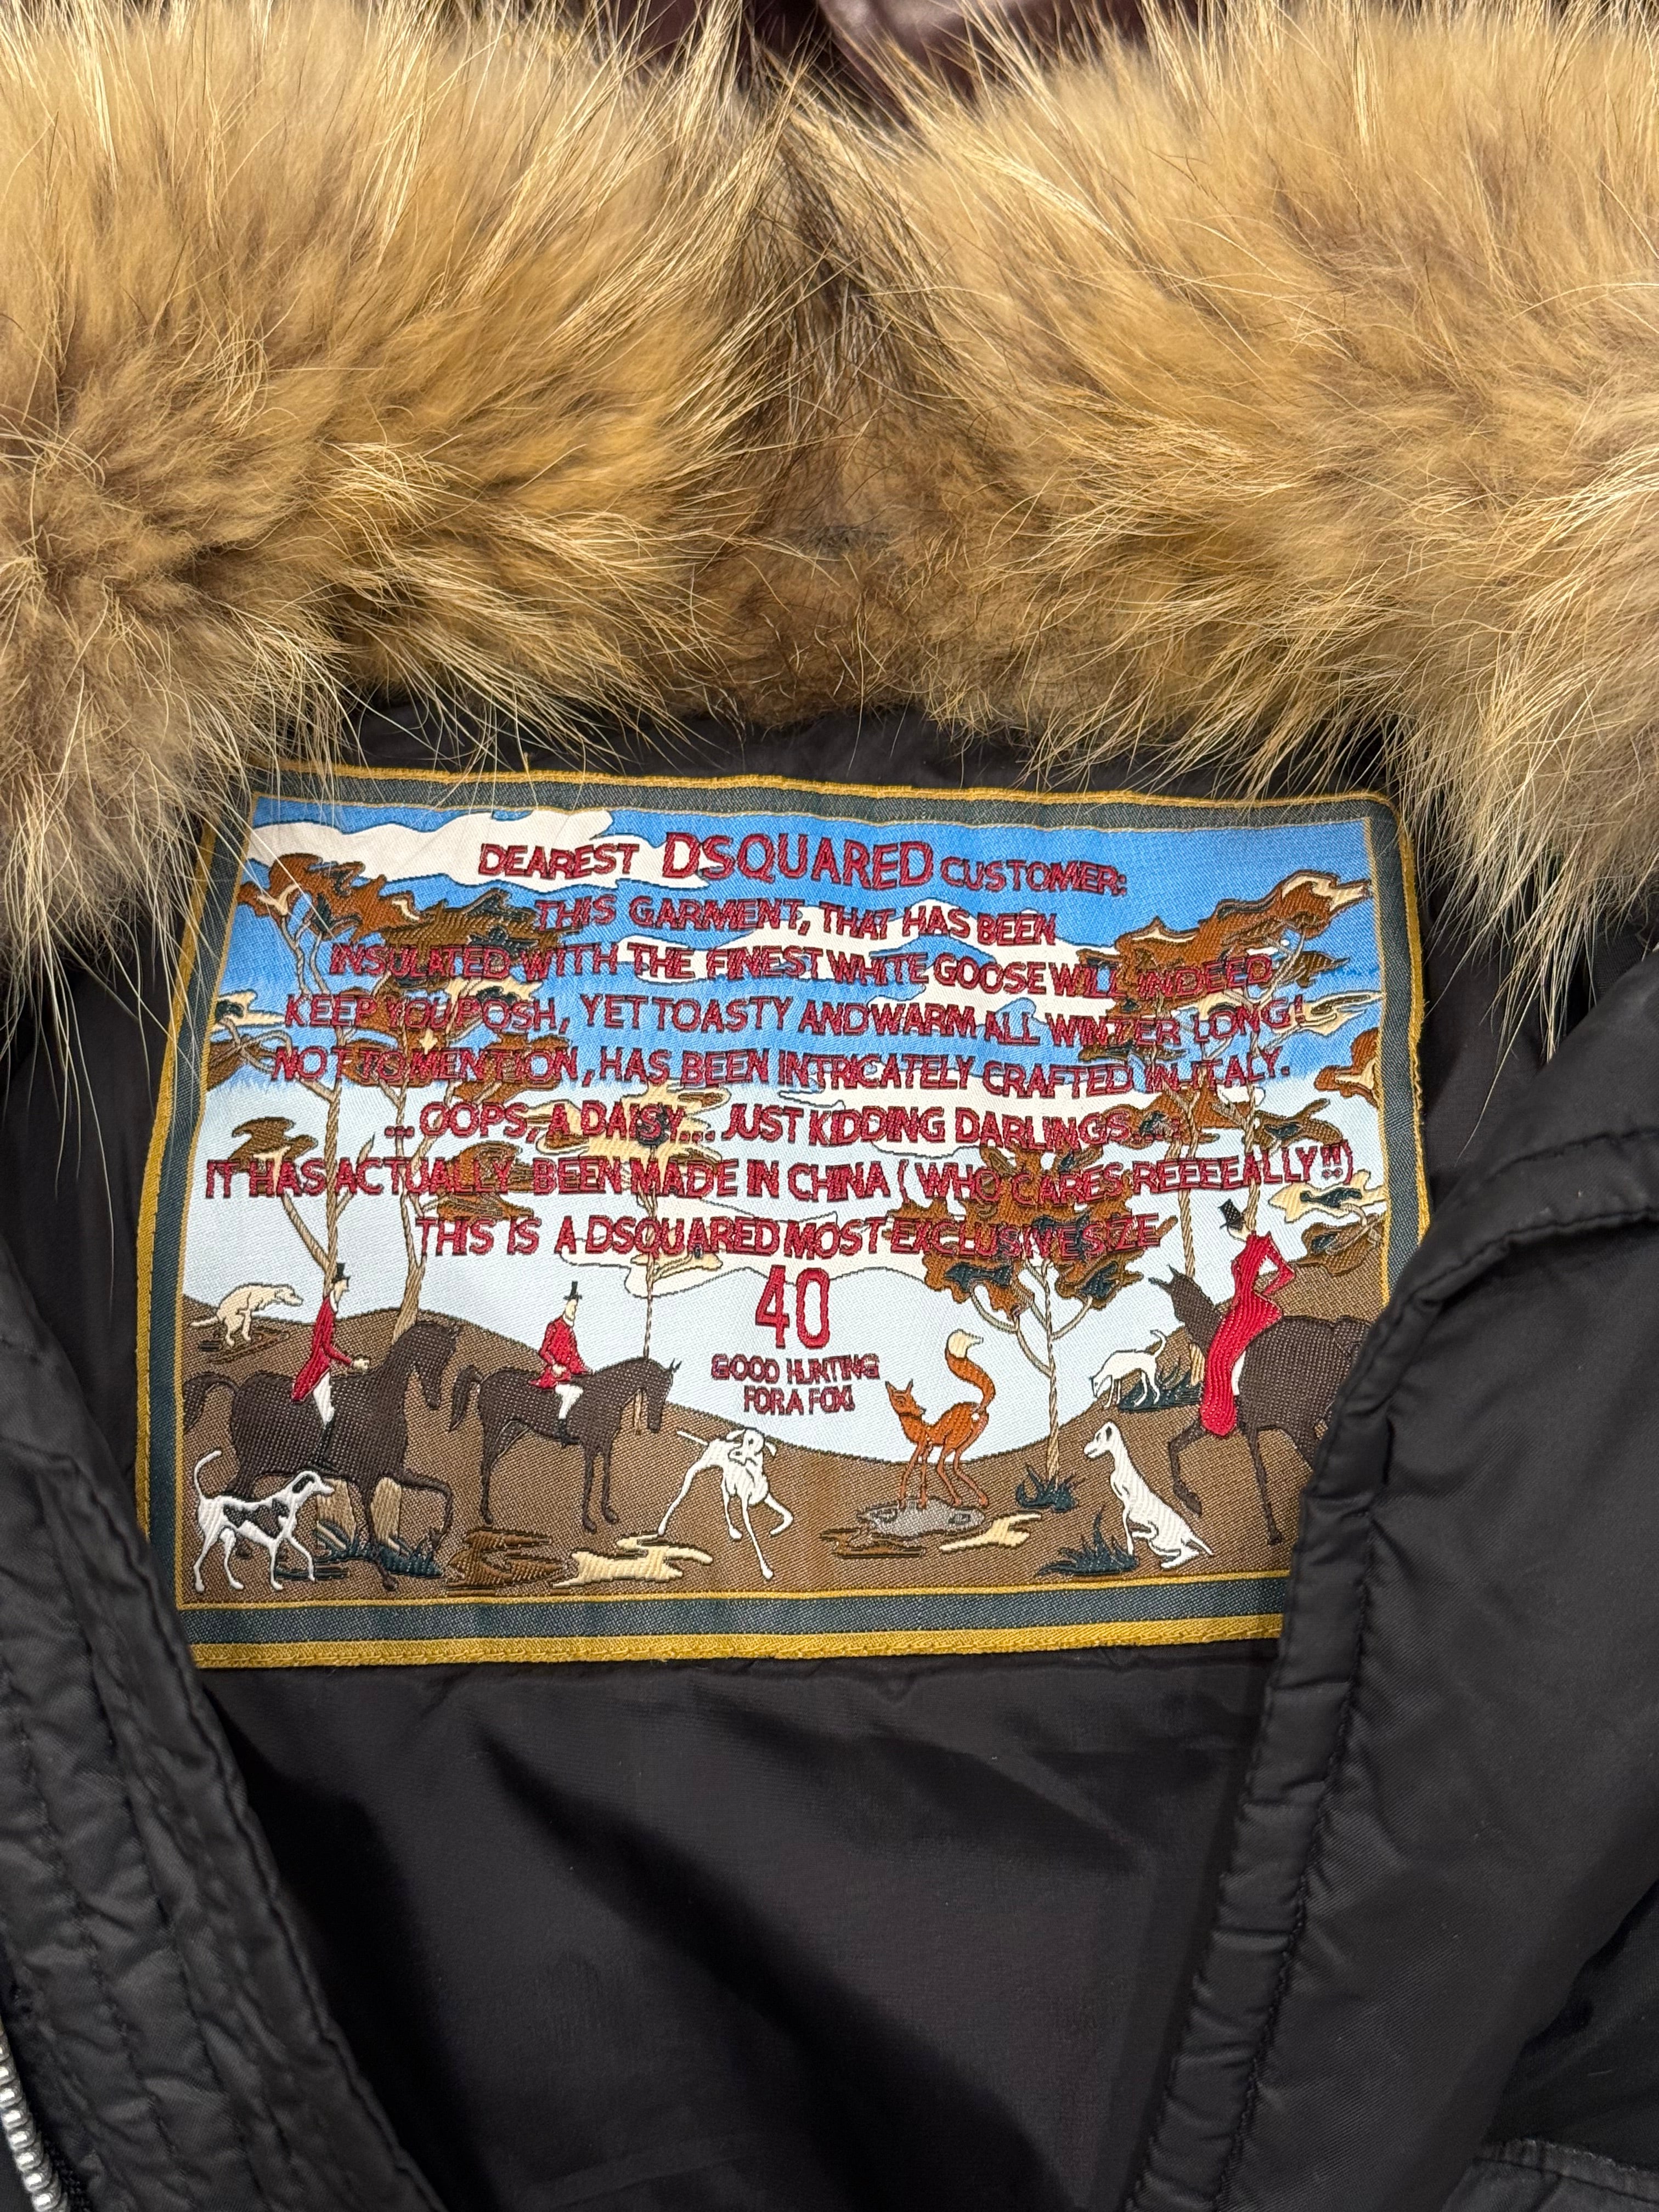 DEAREST DSQUARED CUSTOMER:
THIS GARMENT, THAT HAS BEEN
INSULATED WITH THE FINEST WHITE GOOSE WILL INDEED
KEEP YOU POSH, YET TOASTY AND WARM ALL WINTER LONG!
NOT TO MENTION, HAS BEEN INTRICATELY CRAFTED IN ITALY.
... OOPS, A DAISY... JUST KIDDING DARLINGS...
IT HAS ACTUALLY BEEN MADE IN CHINA ( WHO CARES REEEEALLY!!!)
THIS IS A DSQUARED MOST EXCLUSIVE SIZE
40
GOOD HUNTING
FOR A FOX!